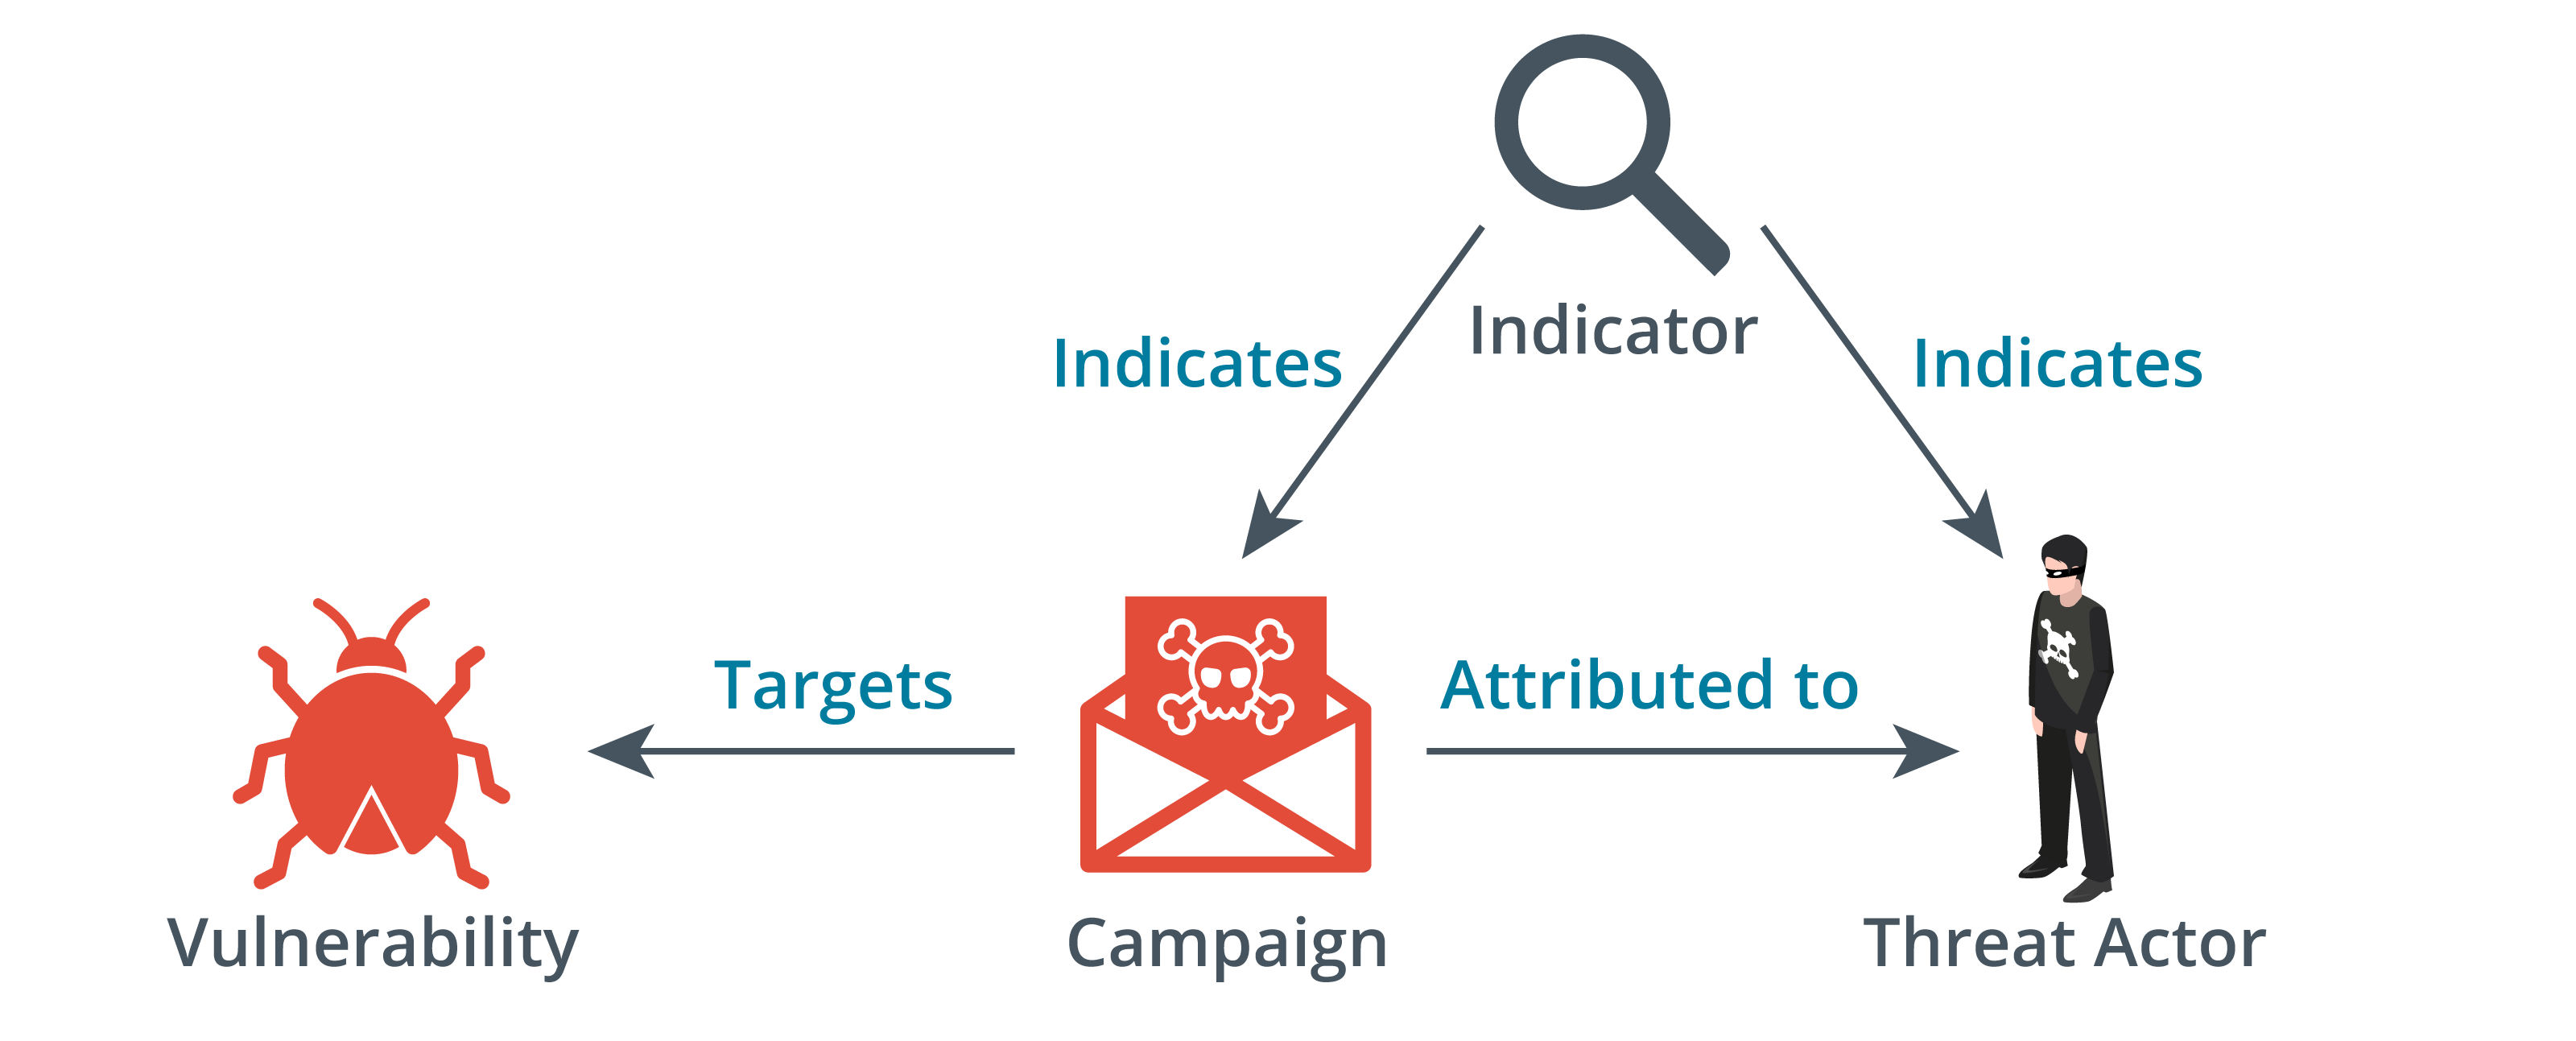 Indicator
Indicates
Indicates
Targets
Attributed to
Vulnerability
Campaign
Threat Actor